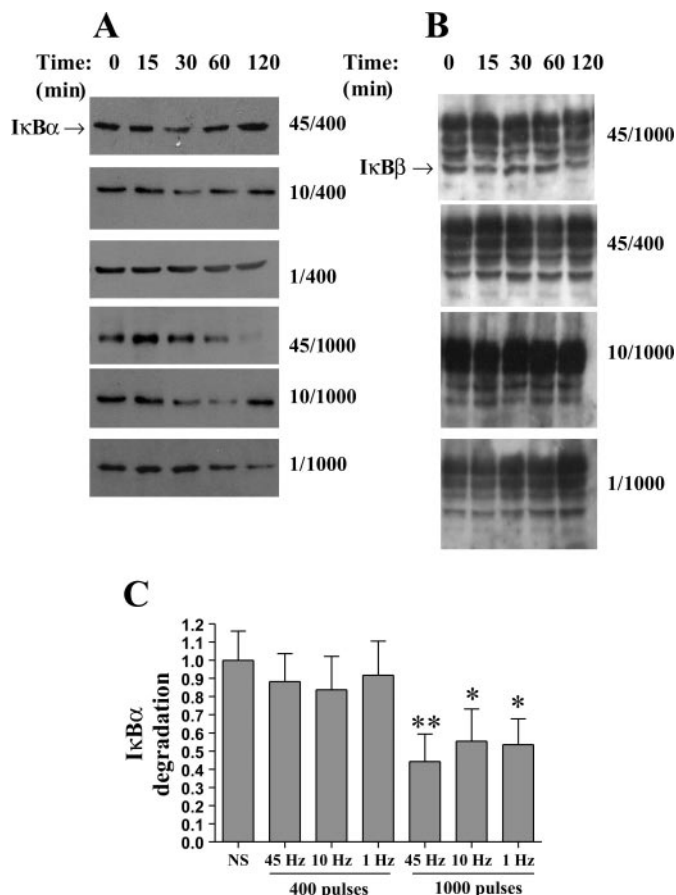 A
Time: 0 15 30 60 120
(min)
IκBα → 45/400
10/400
1/400
45/1000
10/1000
1/1000
B
Time: 0 15 30 60 120
(min)
45/1000
IκBβ →
45/400
10/1000
1/1000
C
1.2
1.1
1.0
0.9
0.8
0.7
0.6
0.5
0.4
0.3
0.2
0.1
0.0
IκBα
degradation
** * *
NS 45 Hz 10 Hz 1 Hz 45 Hz 10 Hz 1 Hz
400 pulses 1000 pulses